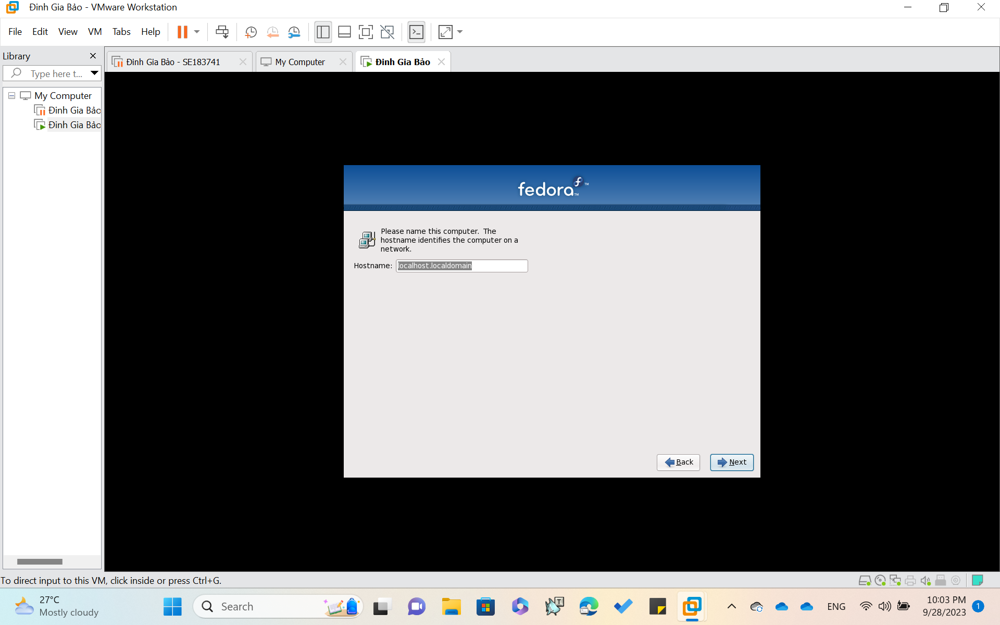 Đinh Gia Bảo - VMware Workstation
File Edit View VM Tabs Help
Library
Type here t...
My Computer
Đinh Gia Bảo
Đinh Gia Bảo
Đinh Gia Bảo - SE183741
My Computer
Đinh Gia Bảo
fedora™
Please name this computer. The
hostname identifies the computer on a
network.
Hostname: localhost.localdomain
Back
Next
To direct input to this VM, click inside or press Ctrl+G.
27°C
Mostly cloudy
Search
ENG
10:03 PM
9/28/2023
1